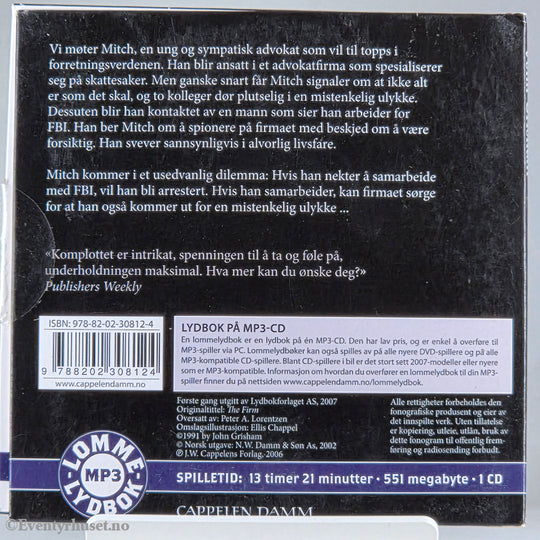 Vi møter Mitch, en ung og sympatisk advokat som vil til topps i
forretningsverdenen. Han blir ansatt i et advokatfirma som spesialiserer
seg på skattesaker. Men ganske snart får Mitch signaler om at ikke alt
er som det skal, og to kolleger dør plutselig i en mistenkelig ulykke.
Dessuten blir han kontaktet av en mann som sier han arbeider for
FBI. Han ber Mitch om å spionere på firmaet med beskjed om å være
forsiktig. Han svever sannsynligvis i alvorlig livsfare.
Mitch kommer i et usedvanlig dilemma: Hvis han nekter å samarbeide
med FBI, vil han bli arrestert. Hvis han samarbeider, kan firmaet sørge
for at han også kommer ut for en mistenkelig ulykke ...
«Komplottet er intrikat, spenningen til å ta og føle på,
underholdningen maksimal. Hva mer kan du ønske deg?»
Publishers Weekly
ISBN: 978-82-02-30812-4
9 788202 308124
www.cappelendamm.no
LYDBOK PÅ MP3-CD
En lommelydbok er en lydbok på én MP3-CD. Den har lav pris, og er enkel å overføre til
MP3-spiller via PC. Lommelydbøker kan også spilles av på alle nyere DVD-spillere og på alle
MP3-kompatible CD-spillere. Blant CD-spillere i bil er det stort sett 2007-modeller eller nyere
som er MP3-kompatible. Informasjon om hvordan du overfører en lommelydbok til din MP3-
spiller finner du på nettsiden www.cappelendamm.no/lommelydbok.
Første gang utgitt av Lydbokforlaget AS, 2007
Originaltittel: The Firm
Oversatt av: Peter A. Lorentzen
Omslagsillustrasjon: Ellis Chappel
©1991 by John Grisham
© Norsk utgave: N.W. Damm & Søn AS, 2002
Ⓟ J.W. Cappelens Forlag, 2006
Alle rettigheter forbeholdes den
fonografiske produsent og eier av
det innspilte verk. Uten tillatelse
er kopiering, utleie, utlån, bruk av
dette fonogram til offentlig frem-
føring og radiosending forbudt.
LOMME
MP3
LYDBOK
SPILLETID: 13 timer 21 minutter • 551 megabyte • 1 CD
CAPPELEN DAMM
© Eventyrhuset.no